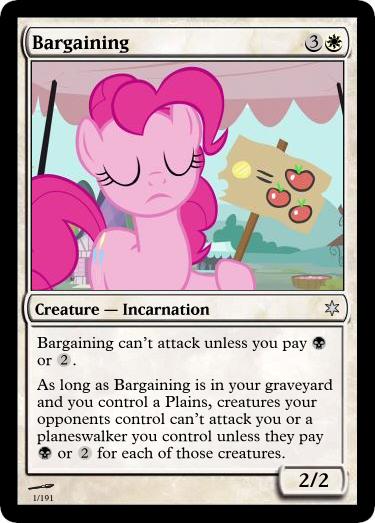 Bargaining 3
Creature — Incarnation
Bargaining can't attack unless you pay
or 2.
As long as Bargaining is in your graveyard
and you control a Plains, creatures your
opponents control can't attack you or a
planeswalker you control unless they pay
or 2 for each of those creatures.
2/2
1/191